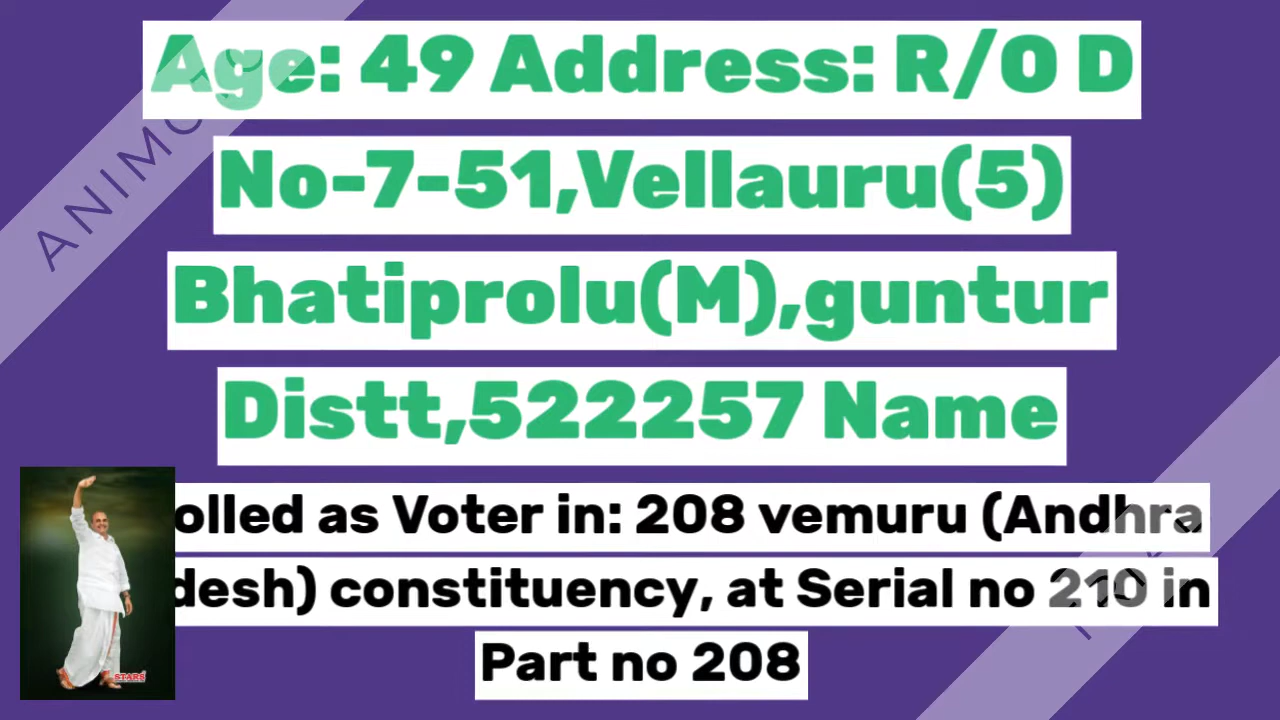 Age: 49 Address: R/O D
No-7-51,Vellauru(5)
Bhatiprolu(M),guntur
Distt,522257 Name
olled as Voter in: 208 vemuru (Andhra
desh) constituency, at Serial no 210 in
Part no 208
STARS